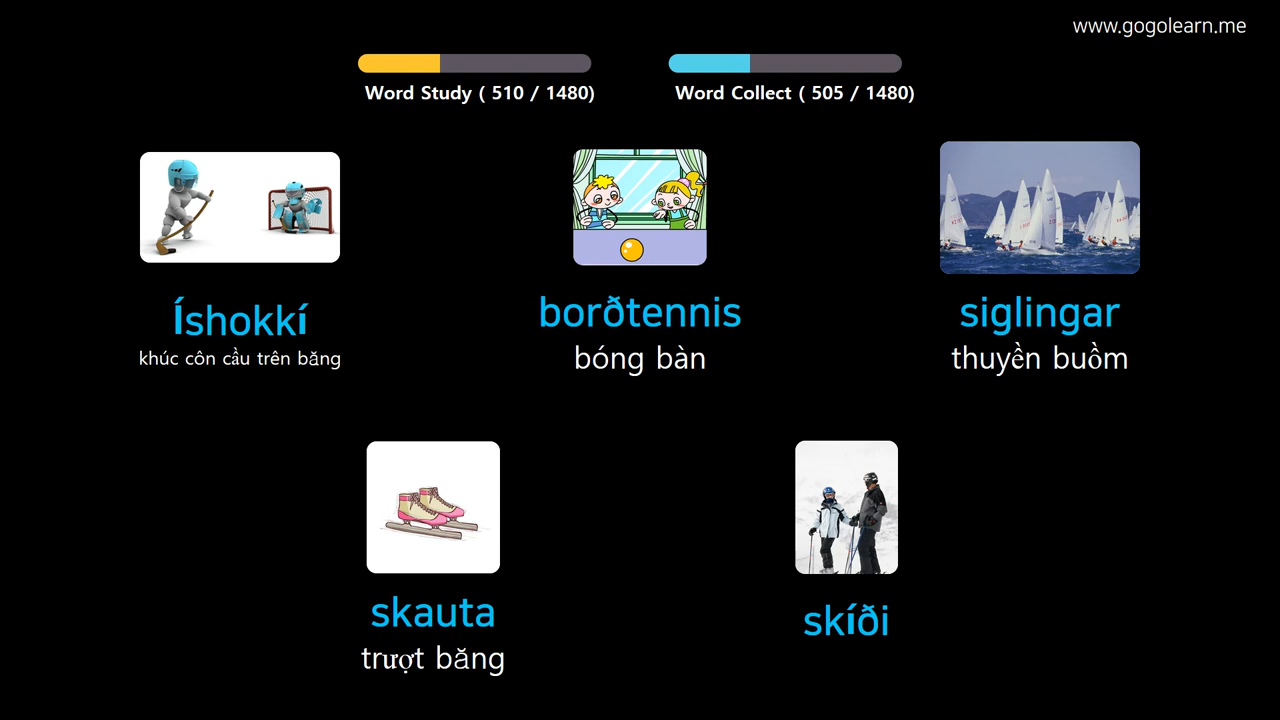 www.gogolearn.me
Word Study ( 510 / 1480)
Word Collect ( 505 / 1480)
Íshokkí
khúc côn cầu trên băng
borðtennis
bóng bàn
siglingar
thuyền buồm
skauta
trượt băng
skíði